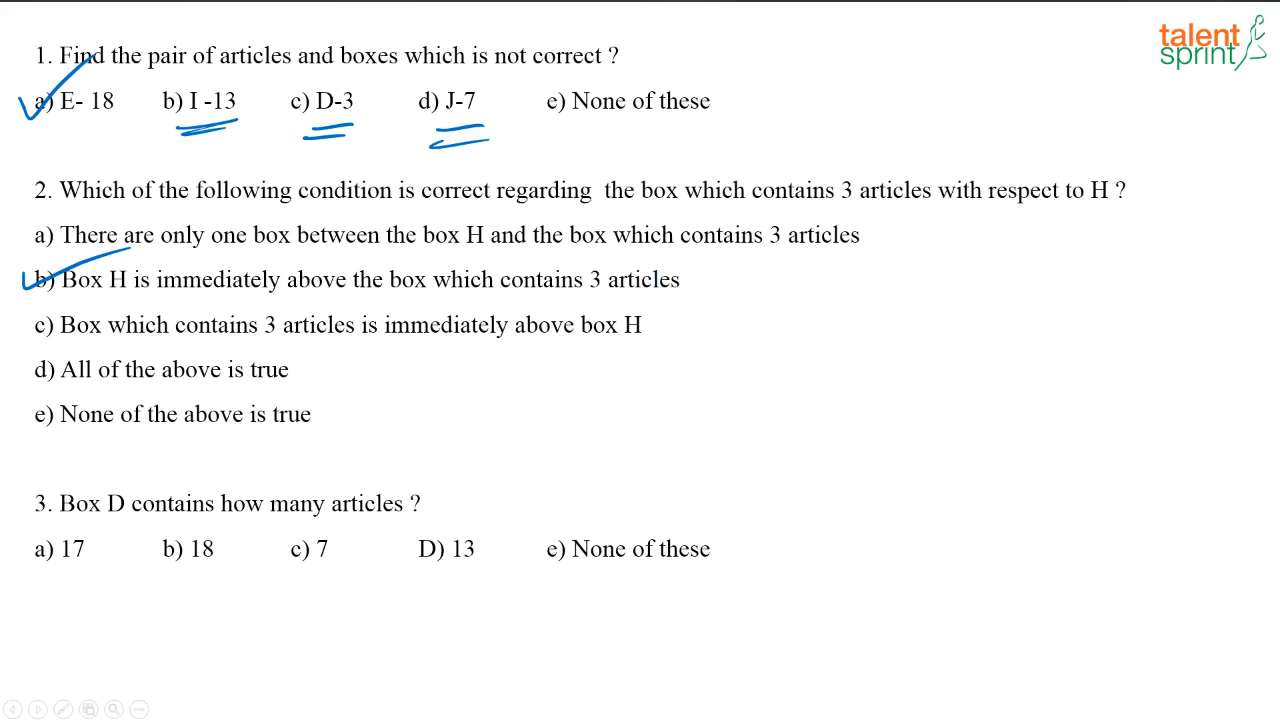 talent
sprint
1. Find the pair of articles and boxes which is not correct ?
a) E- 18 b) I -13 c) D-3 d) J-7 e) None of these
2. Which of the following condition is correct regarding the box which contains 3 articles with respect to H ?
a) There are only one box between the box H and the box which contains 3 articles
b) Box H is immediately above the box which contains 3 articles
c) Box which contains 3 articles is immediately above box H
d) All of the above is true
e) None of the above is true
3. Box D contains how many articles ?
a) 17 b) 18 c) 7 D) 13 e) None of these